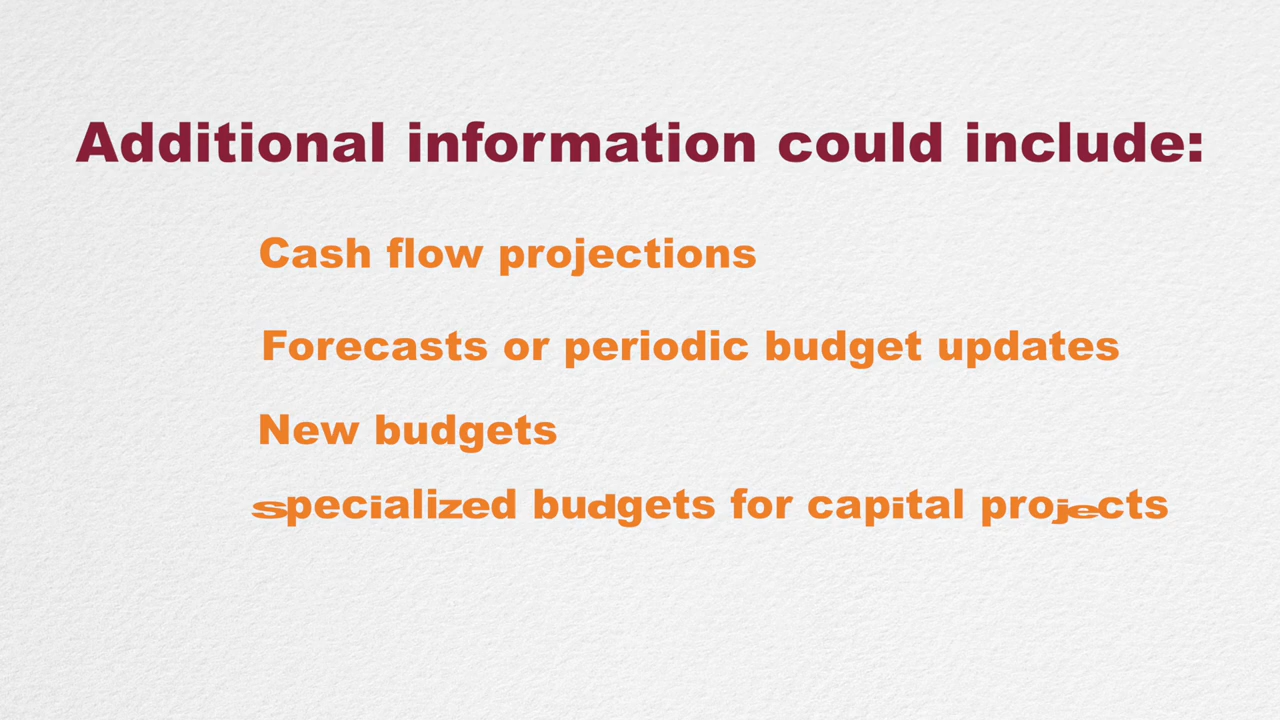 Additional information could include:
Cash flow projections
Forecasts or periodic budget updates
New budgets
specialized budgets for capital projects